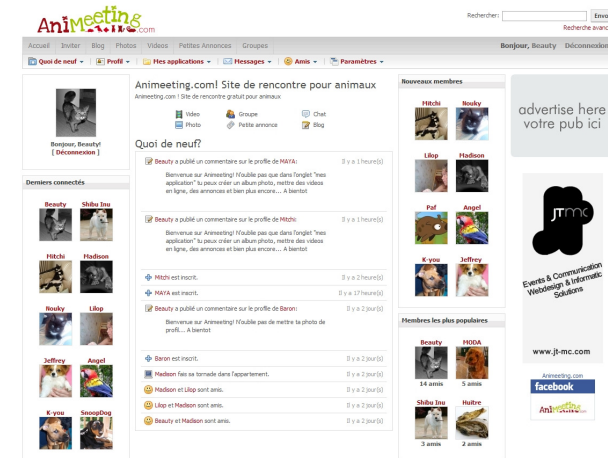 AniMeeting.com
Rechercher:
Recherche avanc
Accueil Inviter Blog Photos Videos Petites Annonces Groupes
Bonjour, Beauty Déconnexion
Quoi de neuf Profil Mes applications Messages Amis Paramètres
Bonjour, Beauty!
[ Déconnexion ]
Derniers connectés
Beauty Shibu Inu
Mitchi Madison
Nouky Lilop
Jeffrey Angel
K-you SnoopDog
Animeeting.com! Site de rencontre pour animaux
Animeeting.com ! Site de rencontre gratuit pour animaux
Video Groupe Chat
Photo Petite annonce Blog
Quoi de neuf?
Beauty a publié un commentaire sur le profile de MAYA: Il y a 1 heure(s)
Bienvenue sur Animeeting! N'oublie pas que dans l'onglet "mes
application" tu peux créer un album photo, mettre des videos
en ligne, des annonces et bien plus encore... A bientot
Beauty a publié un commentaire sur le profile de Mitchi: Il y a 1 heure(s)
Bienvenue sur Animeeting! N'oublie pas que dans l'onglet "mes
application" tu peux créer un album photo, mettre des videos
en ligne, des annonces et bien plus encore... A bientot
Mitchi est inscrit. Il y a 2 heure(s)
MAYA est inscrit. Il y a 17 heure(s)
Beauty a publié un commentaire sur le profile de Baron: Il y a 2 jour(s)
Bienvenue sur Animeeting! N'oublie pas de mettre ta photo de
profil... A bientot
Baron est inscrit. Il y a 2 jour(s)
Madison fais sa tornade dans l'appartement. Il y a 2 jour(s)
Madison et Lilop sont amis. Il y a 2 jour(s)
Lilop et Madison sont amis. Il y a 2 jour(s)
Beauty et Madison sont amis. Il y a 2 jour(s)
Nouveaux membres
Mitchi Nouky
Lilop Madison
Paf Angel
K-you Jeffrey
Membres les plus populaires
Beauty MODA
14 amis 5 amis
Shibu Inu Huitre
3 amis 2 amis
advertise here
votre pub ici
JTmc
Events & Communication
Webdesign & Informatic
Solutions
www.jt-mc.com
Animeeting.com
facebook
AniMeeting.com